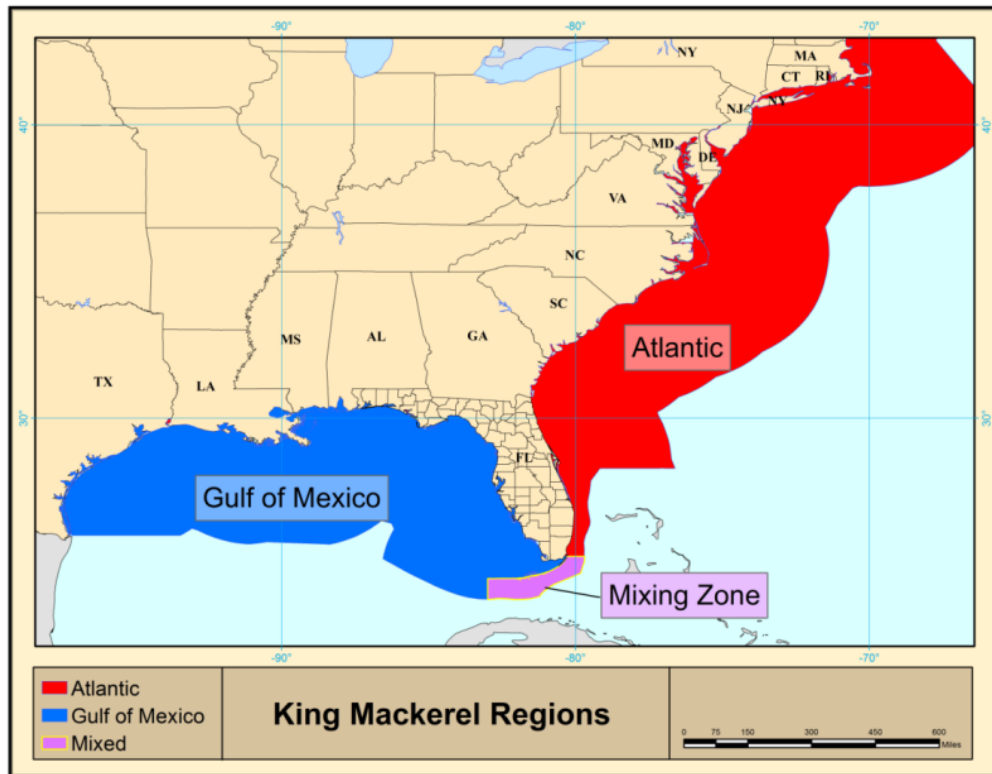 -90°
-80°
-70°
NY
MA
CT
RI
NY
NJ
40°
40°
MD
DE
VA
NC
SC
MS
AL
GA
Atlantic
TX
LA
30°
30°
FL
Gulf of Mexico
Mixing Zone
-90°
-80°
-70°
Atlantic
Gulf of Mexico
Mixed
King Mackerel Regions
0 75 150 300 450 600
Miles